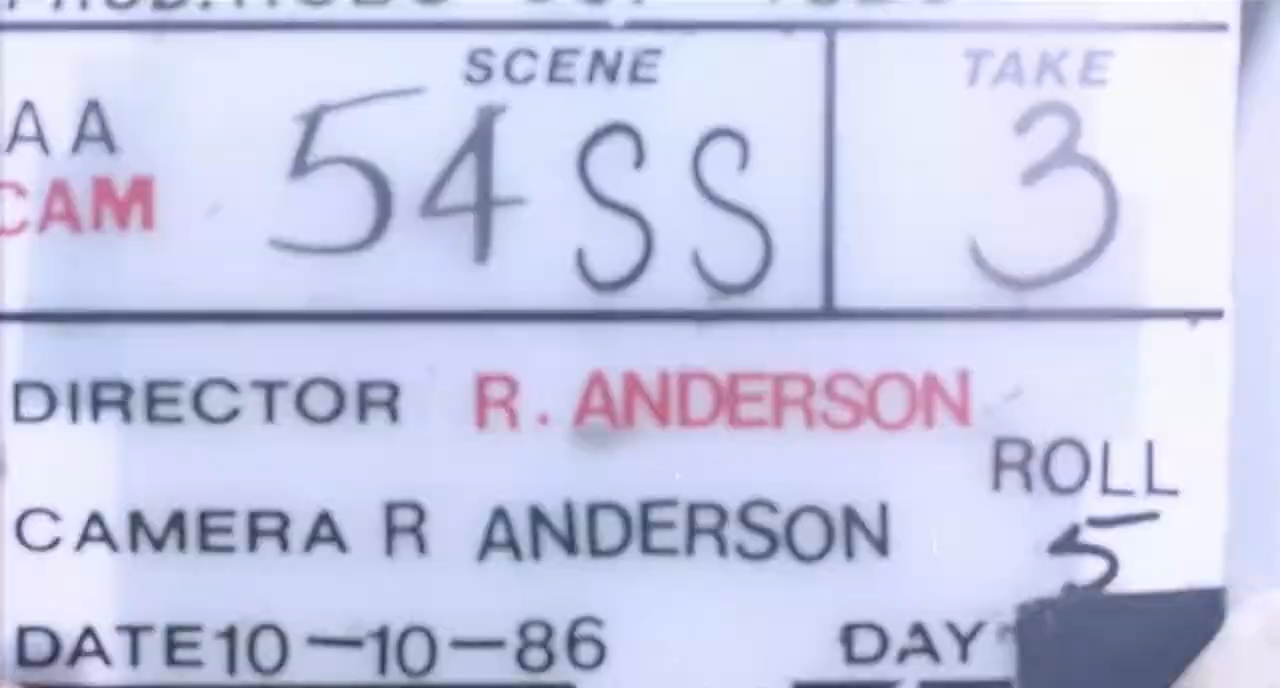 SCENE TAKE
AA 54SS 3
CAM
DIRECTOR R. ANDERSON
ROLL
CAMERA R ANDERSON 5
DATE 10-10-86 DAY